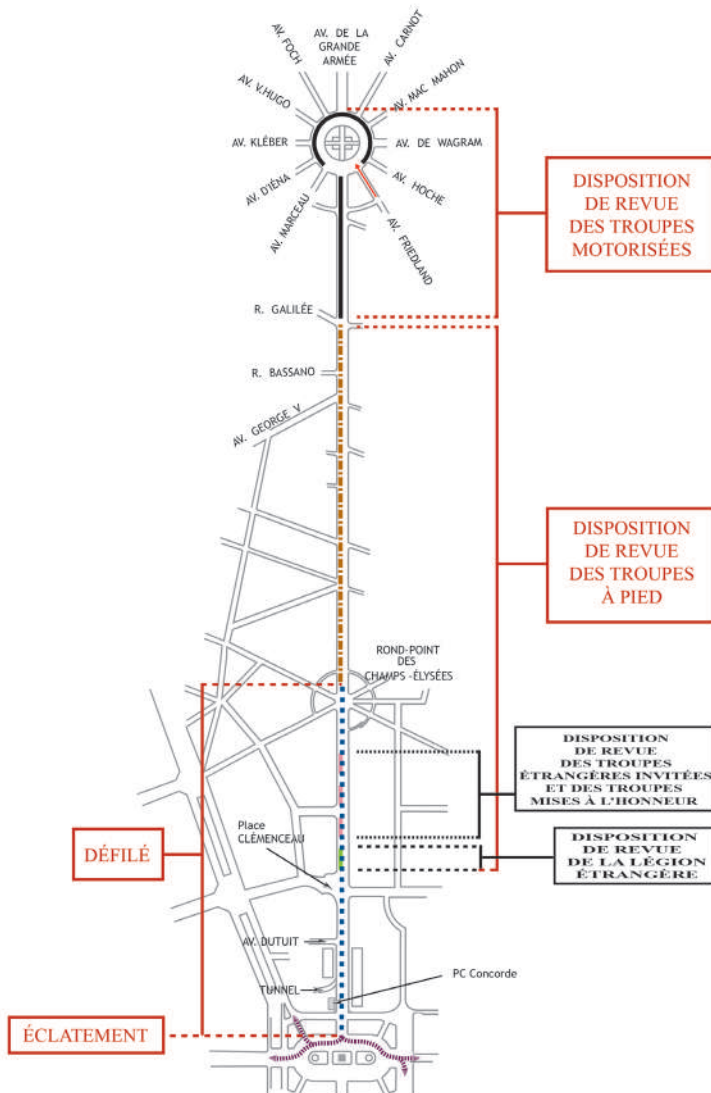 AV. FOCH
AV. DE LA
GRANDE
ARMÉE
AV. CARNOT
AV. V.HUGO
AV. MAC MAHON
AV. KLÉBER
AV. DE WAGRAM
AV. D'IÉNA
AV. HOCHE
AV. MARCEAU
AV. FRIEDLAND
DISPOSITION
DE REVUE
DES TROUPES
MOTORISÉES
R. GALILÉE
R. BASSANO
AV. GEORGE V
DISPOSITION
DE REVUE
DES TROUPES
À PIED
ROND-POINT
DES
CHAMPS -ÉLYSÉES
DISPOSITION
DE REVUE
DES TROUPES
ÉTRANGÈRES INVITÉES
ET DES TROUPES
MISES À L'HONNEUR
Place
CLÉMENCEAU
DÉFILÉ
DISPOSITION
DE REVUE
DE LA LÉGION
ÉTRANGÈRE
AV. DUTUIT
PC Concorde
TUNNEL
ÉCLATEMENT